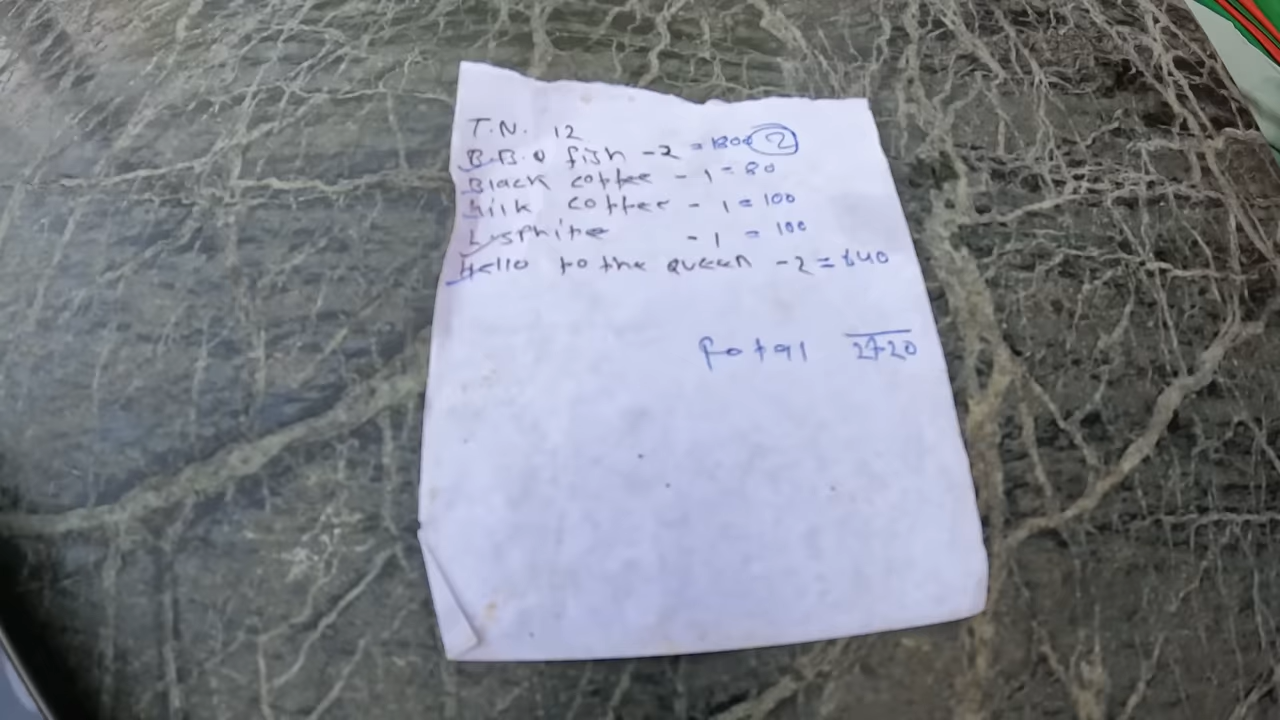 T.N. 12
B.B.Q fish - 2 = 1800 2
Black coffee - 1 = 80
Milk coffee - 1 = 100
L/sphite - 1 = 100
Hello to the queen - 2 = 640
Total 2720